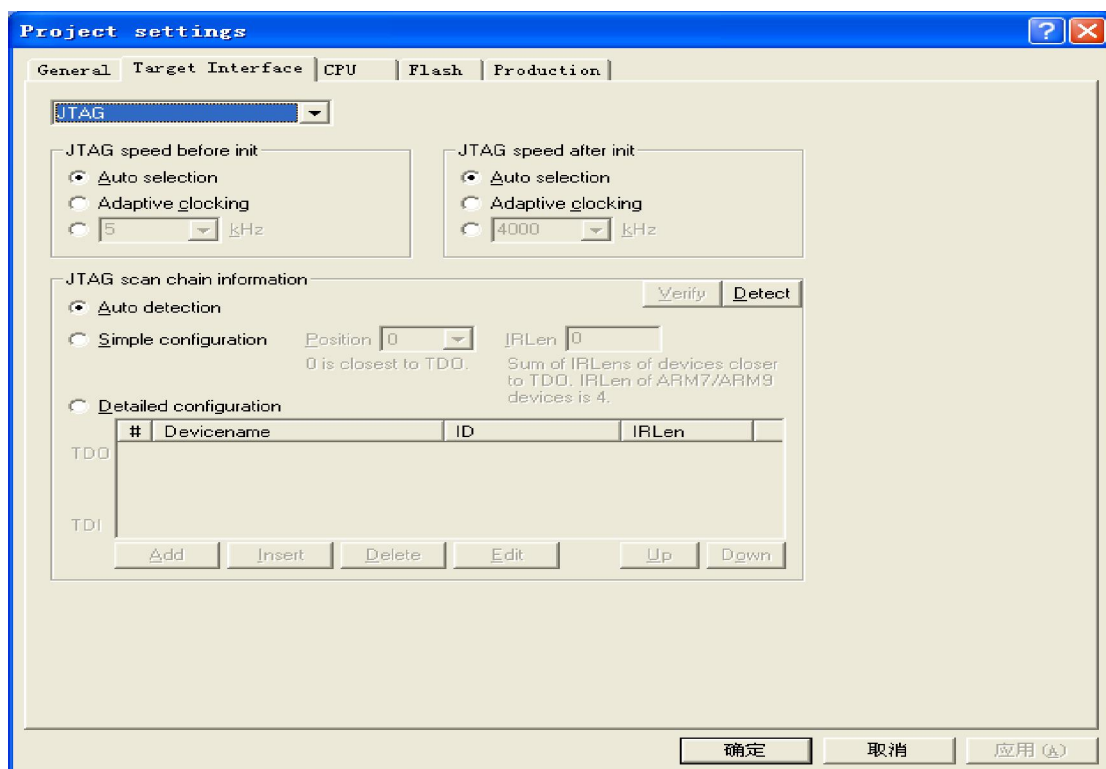 Project settings
General Target Interface CPU Flash Production
JTAG
JTAG speed before init JTAG speed after init
Auto selection Auto selection
Adaptive clocking Adaptive clocking
5 kHz 4000 kHz
JTAG scan chain information
Verify Detect
Auto detection
Simple configuration Position 0 IRLen 0
0 is closest to TDO. Sum of IRLens of devices closer
to TDO. IRLen of ARM7/ARM9
devices is 4.
Detailed configuration
# Devicename ID IRLen
TDO
TDI
Add Insert Delete Edit Up Down
确定 取消 应用(A)